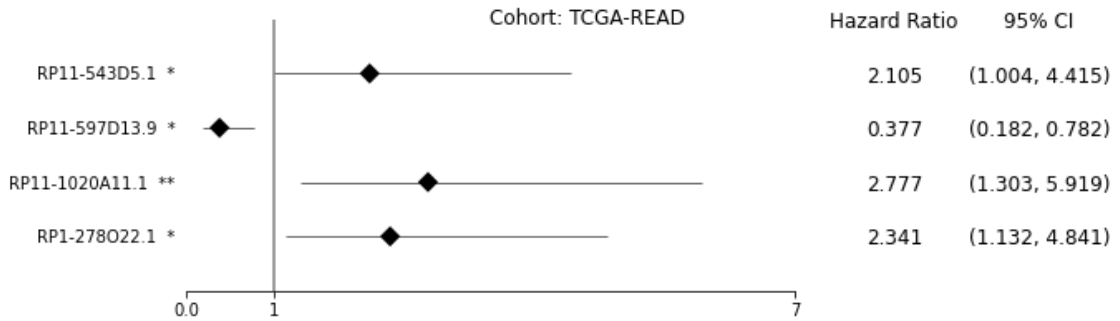 Cohort: TCGA-READ Hazard Ratio 95% CI
RP11-543D5.1 * 2.105 (1.004, 4.415)
RP11-597D13.9 * 0.377 (0.182, 0.782)
RP11-1020A11.1 ** 2.777 (1.303, 5.919)
RP1-278O22.1 * 2.341 (1.132, 4.841)
0.0 1 7